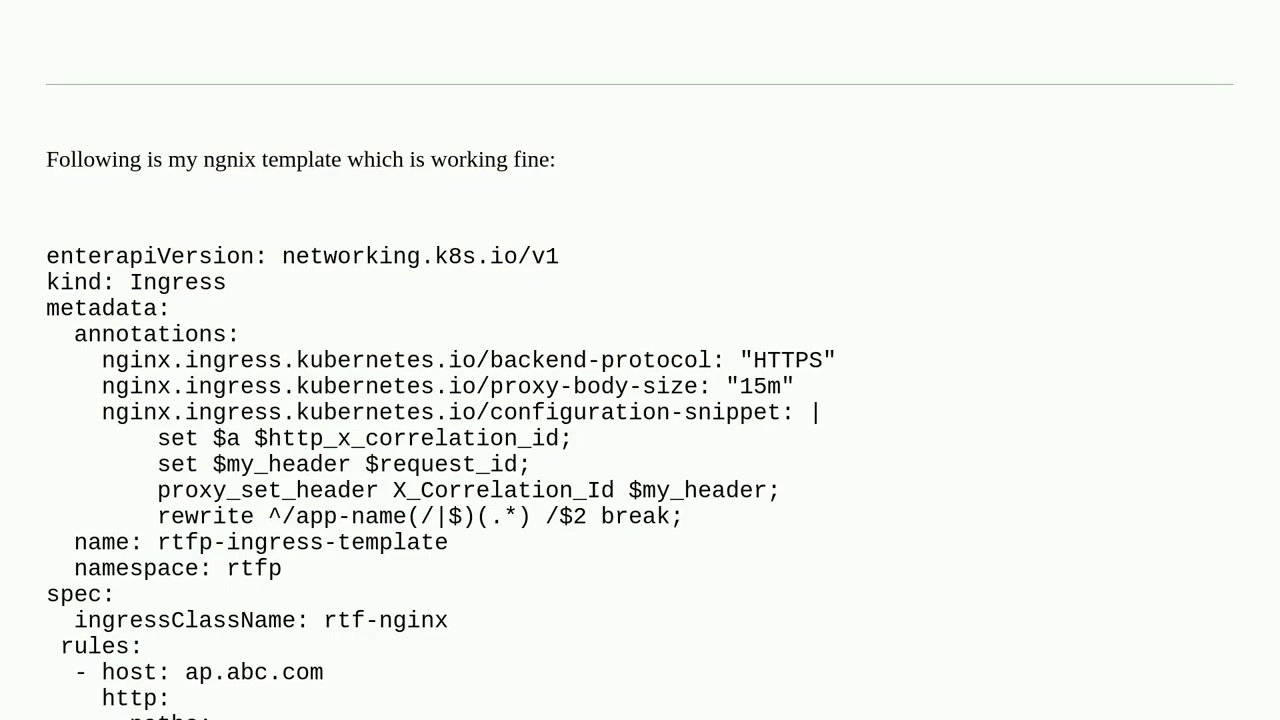 Following is my ngnix template which is working fine:
enterapiVersion: networking.k8s.io/v1
kind: Ingress
metadata:
  annotations:
    nginx.ingress.kubernetes.io/backend-protocol: "HTTPS"
    nginx.ingress.kubernetes.io/proxy-body-size: "15m"
    nginx.ingress.kubernetes.io/configuration-snippet: |
        set $a $http_x_correlation_id;
        set $my_header $request_id;
        proxy_set_header X_Correlation_Id $my_header;
        rewrite ^/app-name(/|$)(.*) /$2 break;
  name: rtfp-ingress-template
  namespace: rtfp
spec:
  ingressClassName: rtf-nginx
 rules:
  - host: ap.abc.com
    http:
      paths: